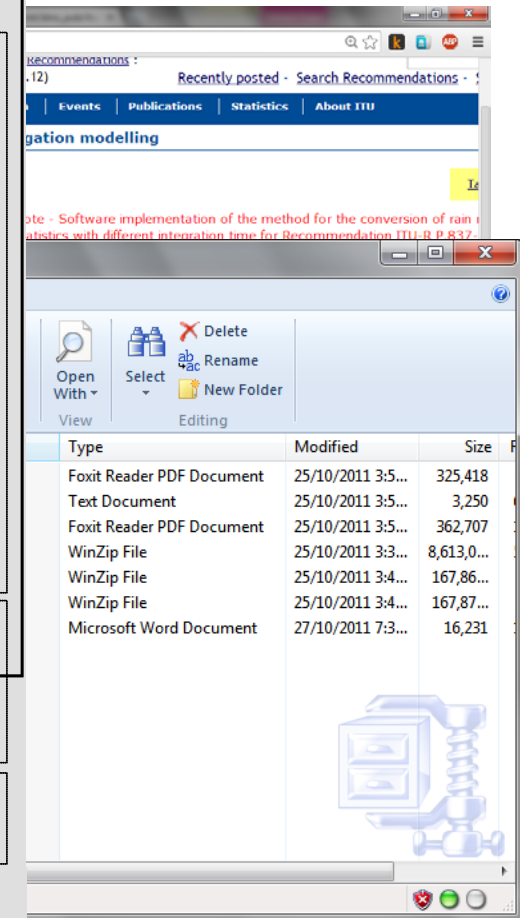 ABP
Recommendations :
.12) Recently posted - Search Recommendations -
Events | Publications | Statistics | About ITU
gation modelling
ote - Software implementation of the method for the conversion of rain
atistics with different integration time for Recommendation ITU-R P.837-
Delete
Rename
New Folder
Open With
Select
View Editing
Type Modified Size
Foxit Reader PDF Document 25/10/2011 3:5... 325,418
Text Document 25/10/2011 3:5... 3,250
Foxit Reader PDF Document 25/10/2011 3:5... 362,707
WinZip File 25/10/2011 3:3... 8,613,0...
WinZip File 25/10/2011 3:4... 167,86...
WinZip File 25/10/2011 3:4... 167,87...
Microsoft Word Document 27/10/2011 7:3... 16,231